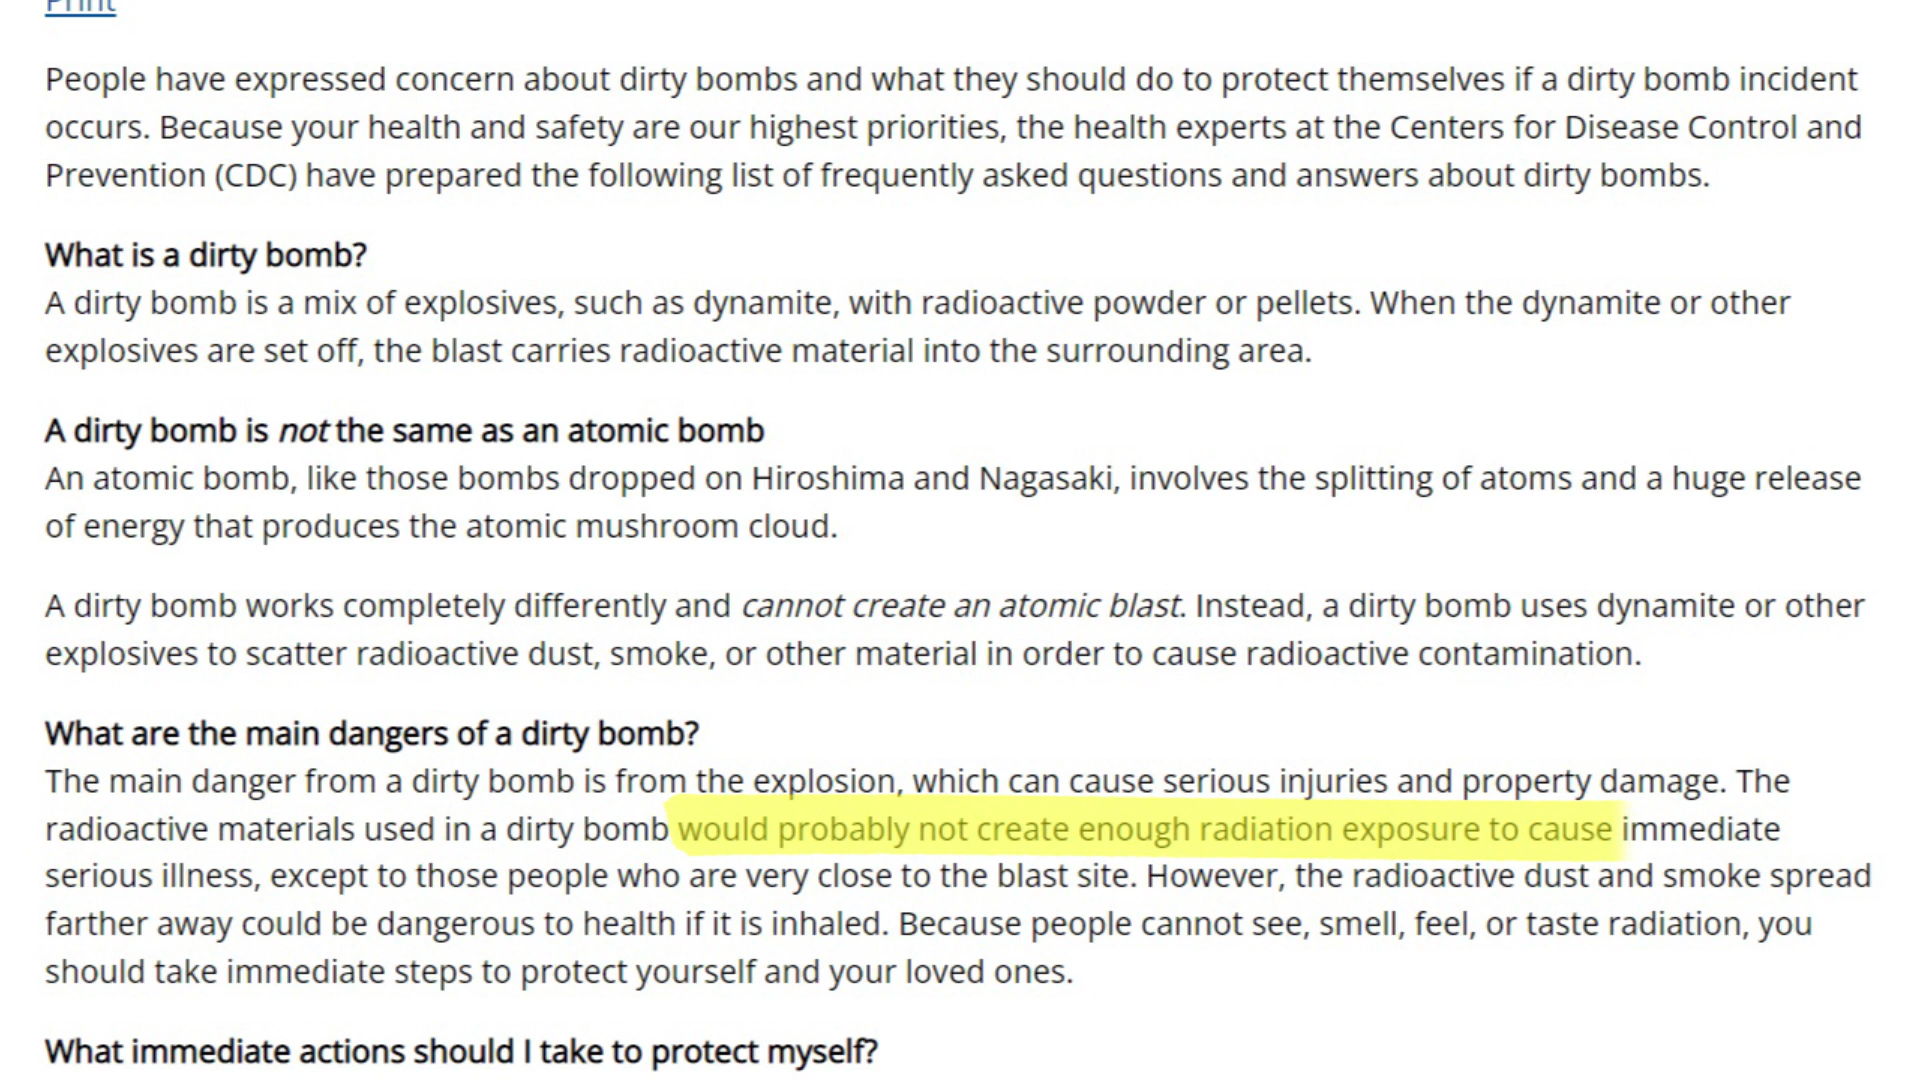 Print
People have expressed concern about dirty bombs and what they should do to protect themselves if a dirty bomb incident
occurs. Because your health and safety are our highest priorities, the health experts at the Centers for Disease Control and
Prevention (CDC) have prepared the following list of frequently asked questions and answers about dirty bombs.
What is a dirty bomb?
A dirty bomb is a mix of explosives, such as dynamite, with radioactive powder or pellets. When the dynamite or other
explosives are set off, the blast carries radioactive material into the surrounding area.
A dirty bomb is not the same as an atomic bomb
An atomic bomb, like those bombs dropped on Hiroshima and Nagasaki, involves the splitting of atoms and a huge release
of energy that produces the atomic mushroom cloud.
A dirty bomb works completely differently and cannot create an atomic blast. Instead, a dirty bomb uses dynamite or other
explosives to scatter radioactive dust, smoke, or other material in order to cause radioactive contamination.
What are the main dangers of a dirty bomb?
The main danger from a dirty bomb is from the explosion, which can cause serious injuries and property damage. The
radioactive materials used in a dirty bomb would probably not create enough radiation exposure to cause immediate
serious illness, except to those people who are very close to the blast site. However, the radioactive dust and smoke spread
farther away could be dangerous to health if it is inhaled. Because people cannot see, smell, feel, or taste radiation, you
should take immediate steps to protect yourself and your loved ones.
What immediate actions should I take to protect myself?